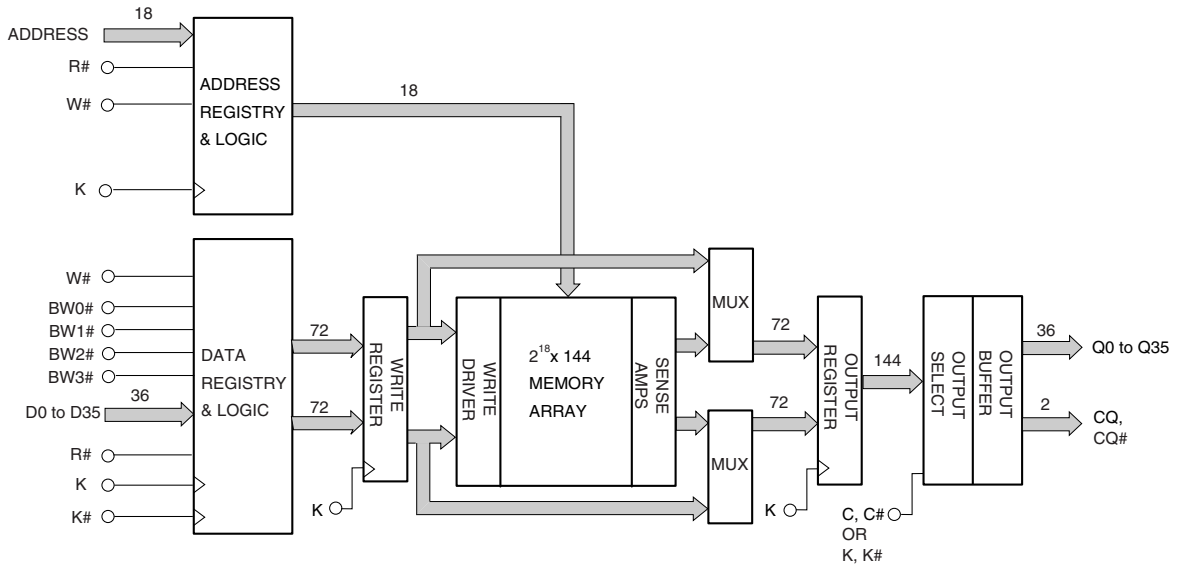 18
ADDRESS
R#
W#
K
ADDRESS
REGISTRY
& LOGIC
18
W#
BW0#
BW1#
BW2#
BW3#
36
D0 to D35
R#
K
K#
DATA
REGISTRY
& LOGIC
72
72
WRITE
REGISTER
K
WRITE
DRIVER
2^18 x 144
MEMORY
ARRAY
SENSE
AMPS
MUX
MUX
72
72
K
OUTPUT
REGISTER
144
C, C#
OR
K, K#
OUTPUT
SELECT
OUTPUT
BUFFER
36
Q0 to Q35
2
CQ,
CQ#